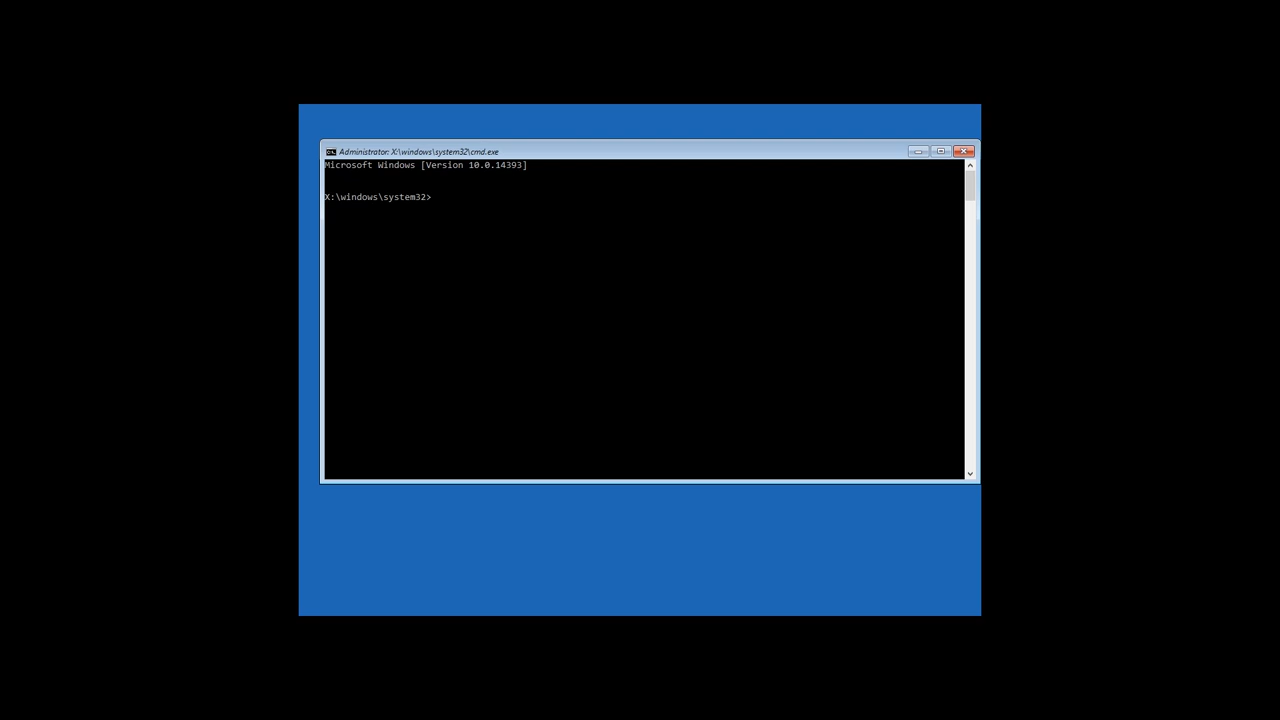 Administrator: X:\windows\system32\cmd.exe
Microsoft Windows [Version 10.0.14393]
X:\windows\system32>